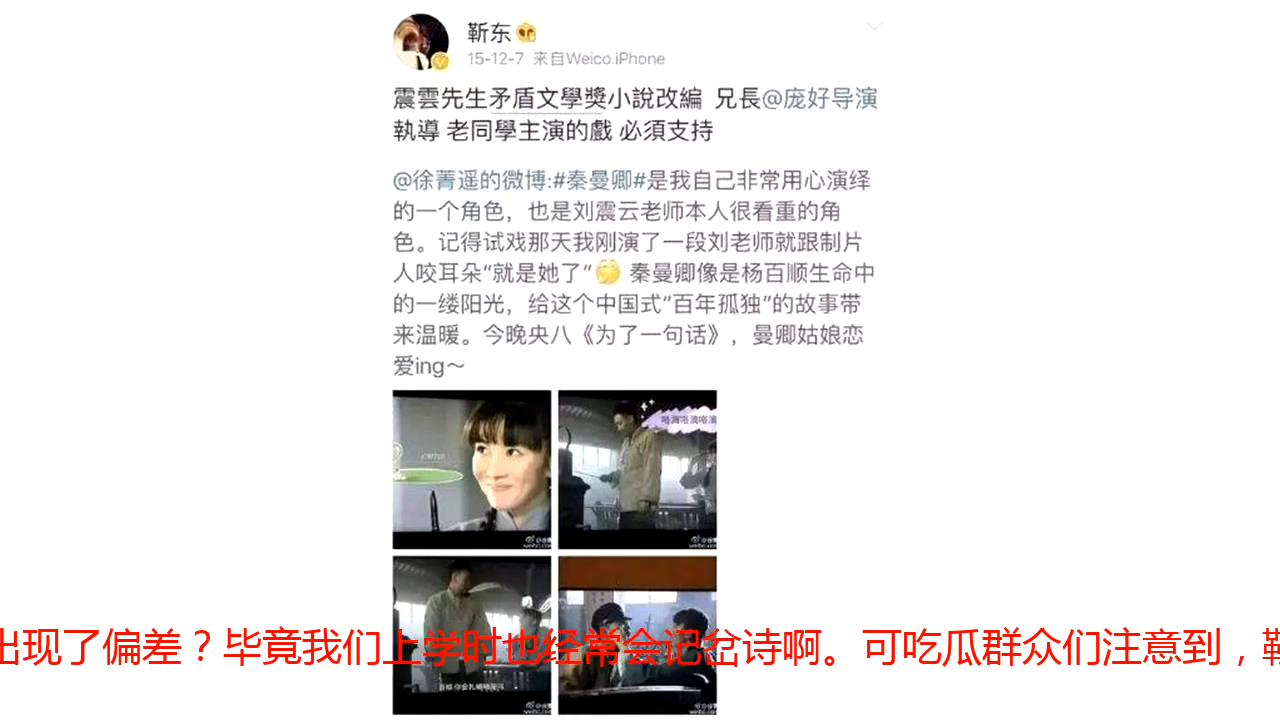 靳东
15-12-7 来自Weico.iPhone
震雲先生矛盾文學獎小說改編 兄長@庞好导演
執導 老同學主演的戲 必須支持
@徐菁遥的微博:#秦曼卿#是我自己非常用心演绎
的一个角色，也是刘震云老师本人很看重的角
色。记得试戏那天我刚演了一段刘老师就跟制片
人咬耳朵“就是她了” 秦曼卿像是杨百顺生命中
的一缕阳光，给这个中国式“百年孤独”的故事带
来温暖。今晚央八《为了一句话》，曼卿姑娘恋
爱ing～
出现了偏差？毕竟我们上学时也经常会记岔诗啊。可吃瓜群众们注意到，靳